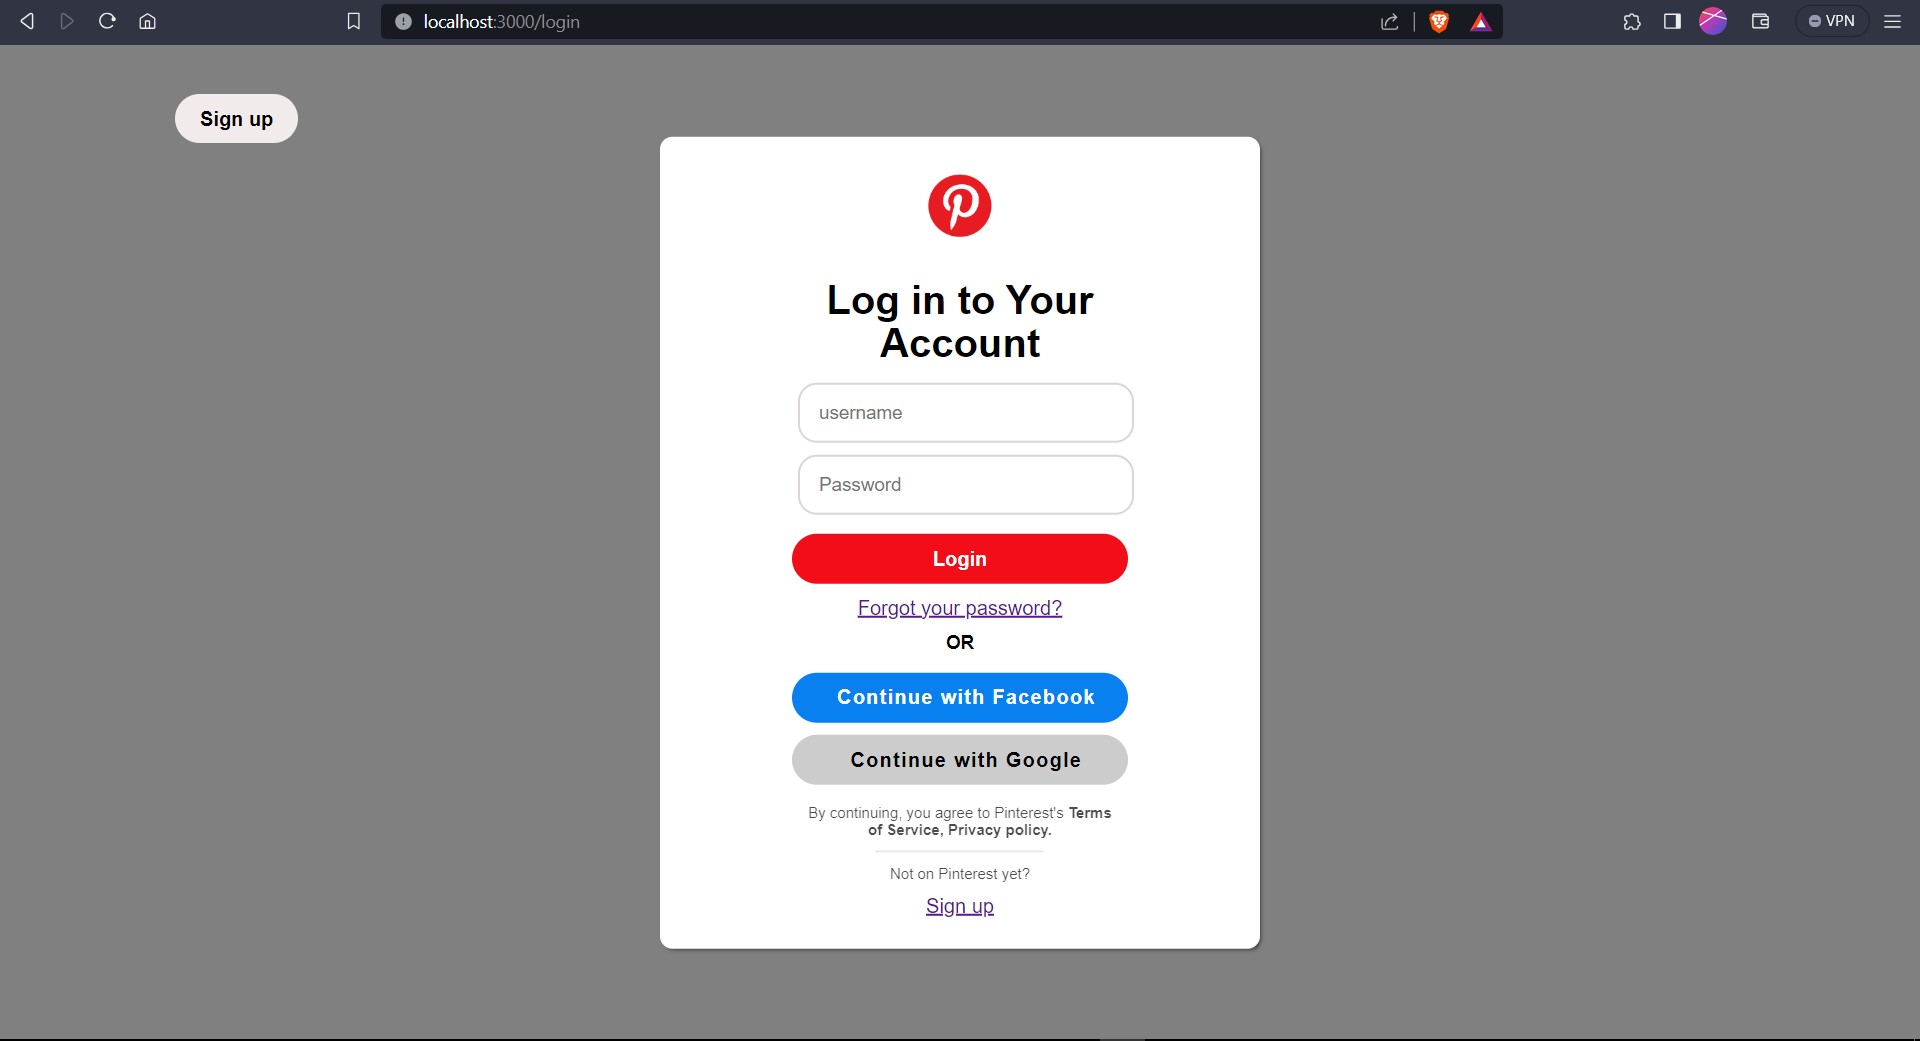 localhost:3000/login
VPN
Sign up
Log in to Your
Account
username
Password
Login
Forgot your password?
OR
Continue with Facebook
Continue with Google
By continuing, you agree to Pinterest's Terms
of Service, Privacy policy.
Not on Pinterest yet?
Sign up